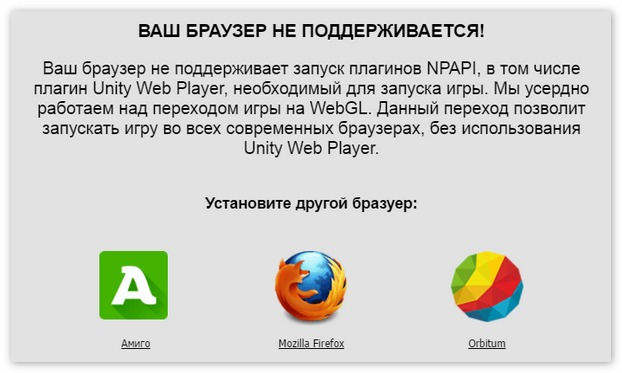 ВАШ БРАУЗЕР НЕ ПОДДЕРЖИВАЕТСЯ!
Ваш браузер не поддерживает запуск плагинов NPAPI, в том числе
плагин Unity Web Player, необходимый для запуска игры. Мы усердно
работаем над переходом игры на WebGL. Данный переход позволит
запускать игру во всех современных браузерах, без использования
Unity Web Player.
Установите другой бразуер:
Амиго
Mozilla Firefox
Orbitum